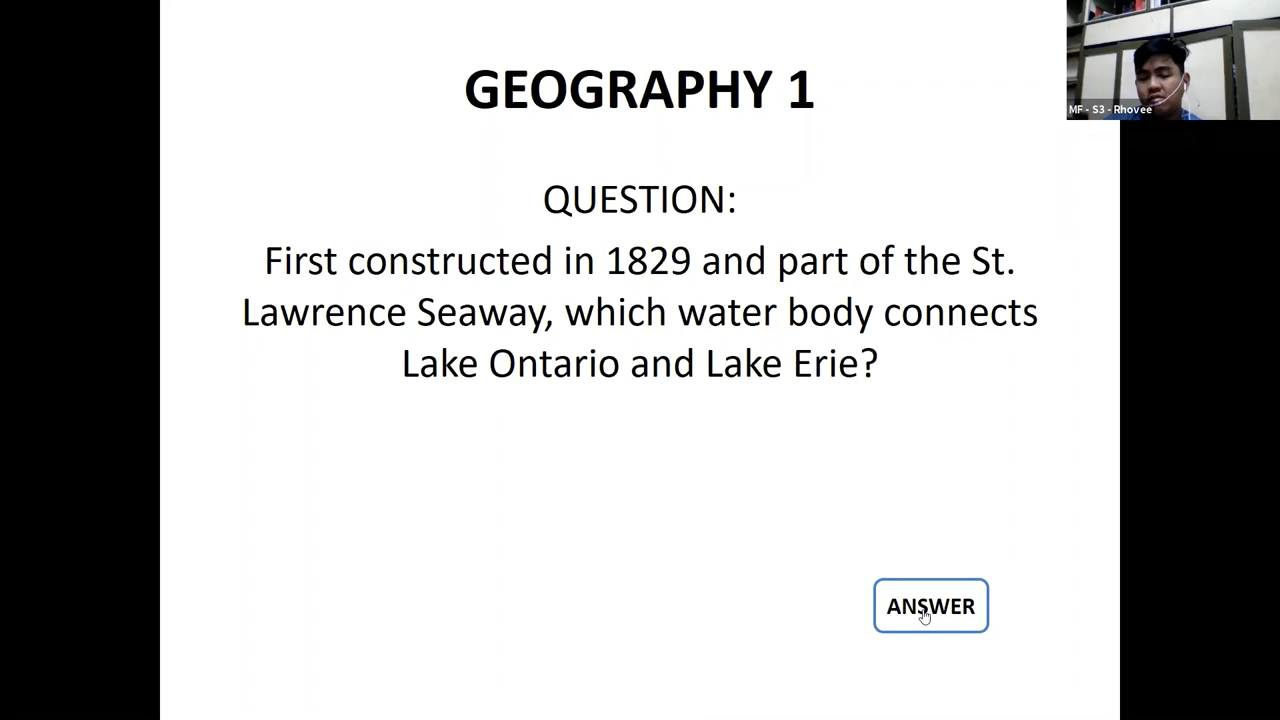 GEOGRAPHY 1
MF - S3 - Rhovee
QUESTION:
First constructed in 1829 and part of the St.
Lawrence Seaway, which water body connects
Lake Ontario and Lake Erie?
ANSWER